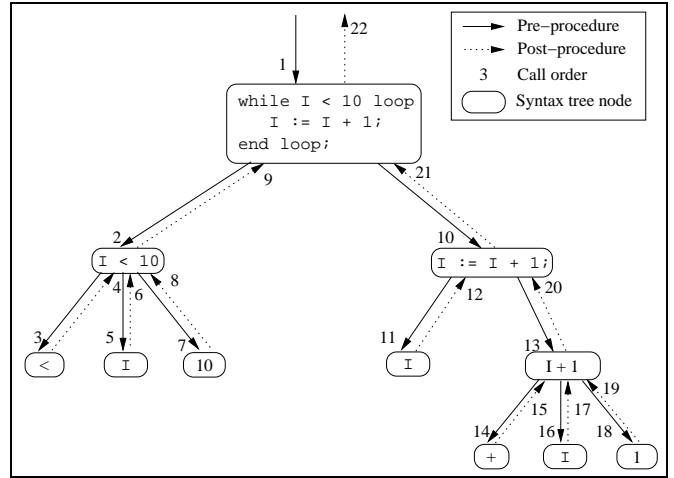 22
1
while I < 10 loop
I := I + 1;
end loop;
Pre-procedure
Post-procedure
3 Call order
Syntax tree node
9
21
2
10
I < 10
I := I + 1;
3
4
6
8
5
7
11
12
20
13
<
I
10
I
I + 1
14
15
16
17
18
19
+
I
1